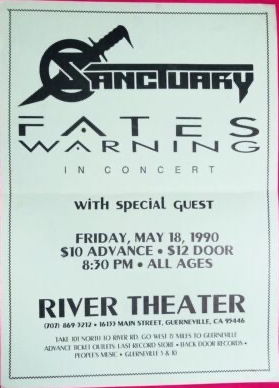 SANCTUARY
FATES
WARNING
IN CONCERT
WITH SPECIAL GUEST
FRIDAY, MAY 18, 1990
$10 ADVANCE • $12 DOOR
8:30 PM • ALL AGES
RIVER THEATER
(707) 869-3212 • 16133 MAIN STREET, GUERNEVILLE, CA 95446
TAKE 101 NORTH TO RIVER RD. GO WEST 15 MILES TO GUERNEVILLE
ADVANCE TICKET OUTLETS: LAST RECORD STORE • BACK DOOR RECORDS •
PEOPLE'S MUSIC • GUERNEVILLE 5 & 10